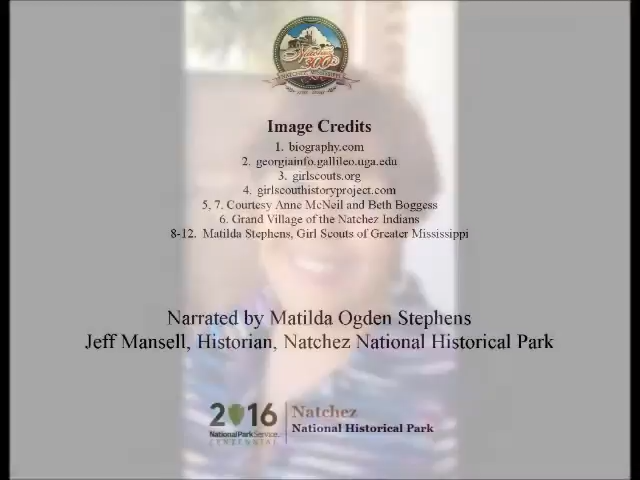 Natchez
300
Image Credits
1. biography.com
2. georgiainfo.gallileo.uga.edu
3. girlscouts.org
4. girlscouthistoryproject.com
5, 7. Courtesy Anne McNeil and Beth Boggess
6. Grand Village of the Natchez Indians
8-12. Matilda Stephens, Girl Scouts of Greater Mississippi
Narrated by Matilda Ogden Stephens
Jeff Mansell, Historian, Natchez National Historical Park
2016
National Park Service
CENTENNIAL
Natchez
National Historical Park